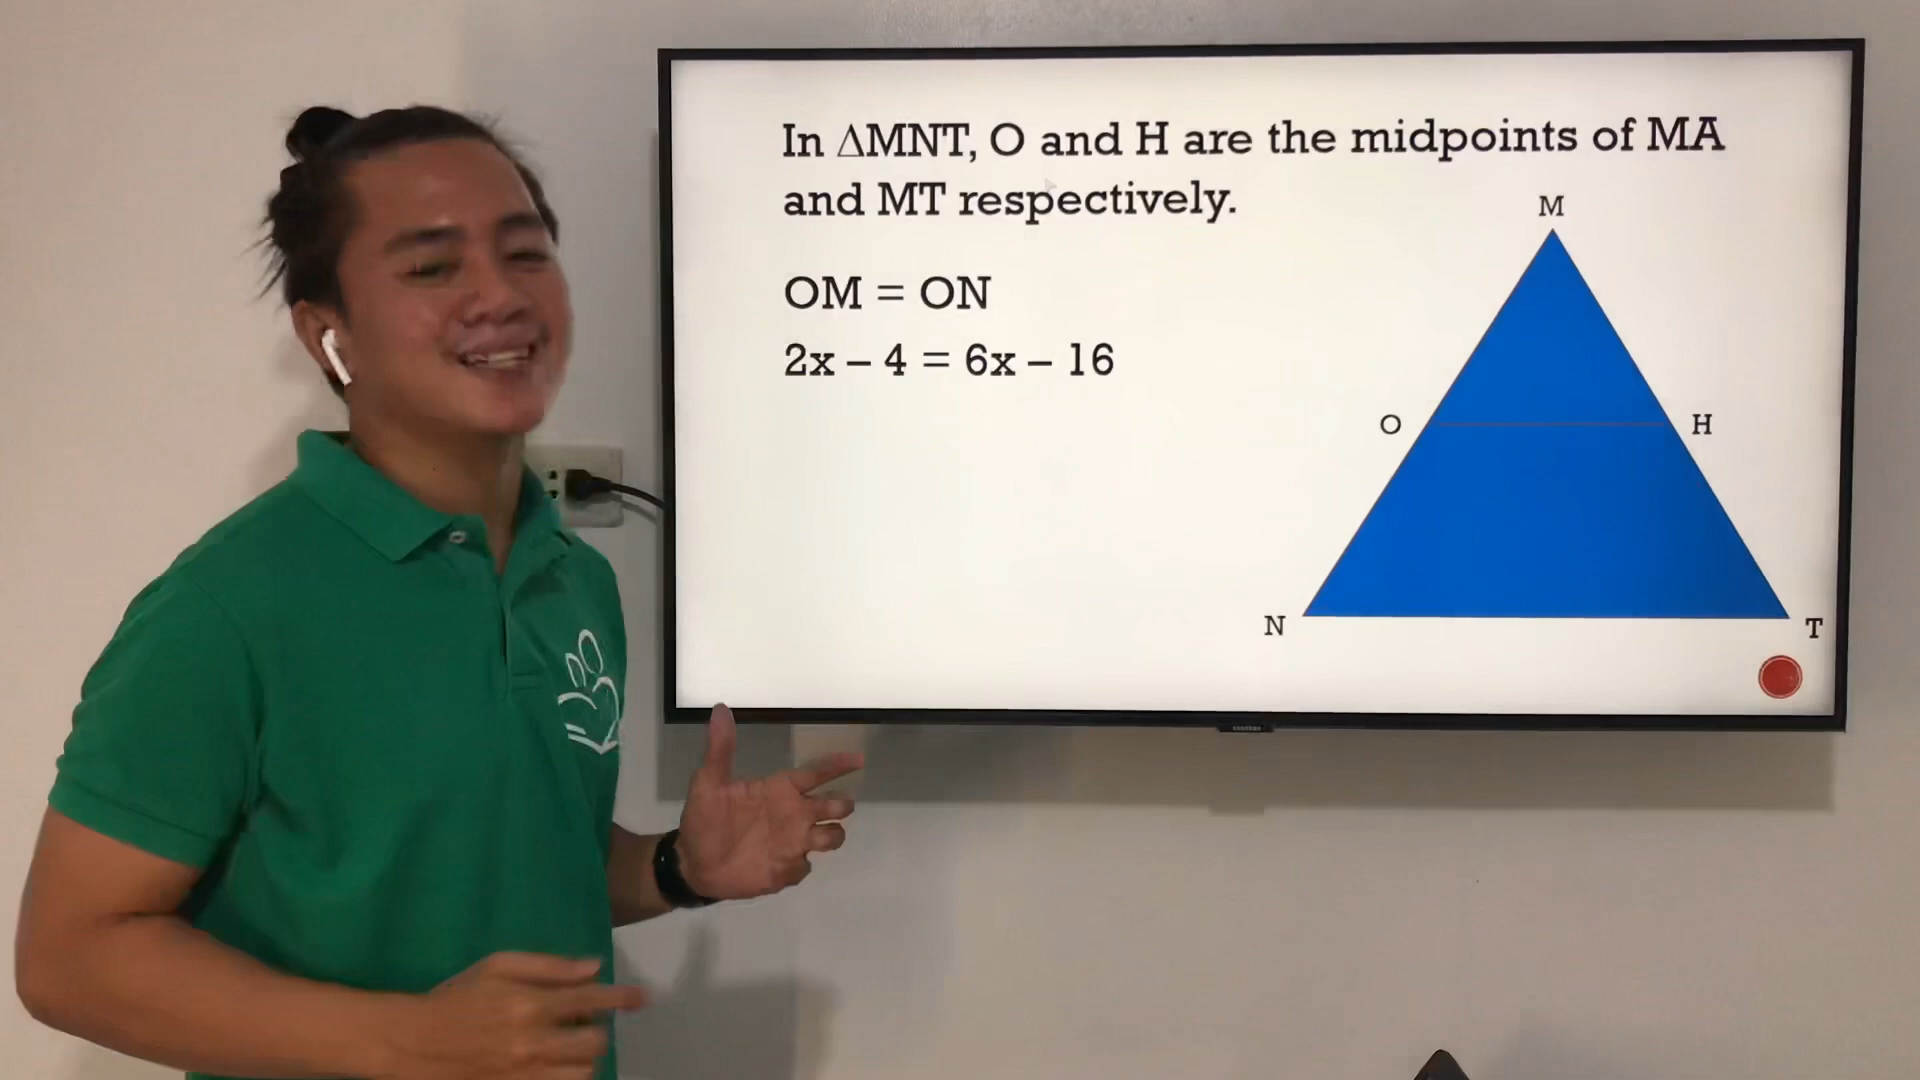 In ΔMNT, O and H are the midpoints of MA
and MT respectively.
M
OM = ON
2x – 4 = 6x – 16
O
H
N
T